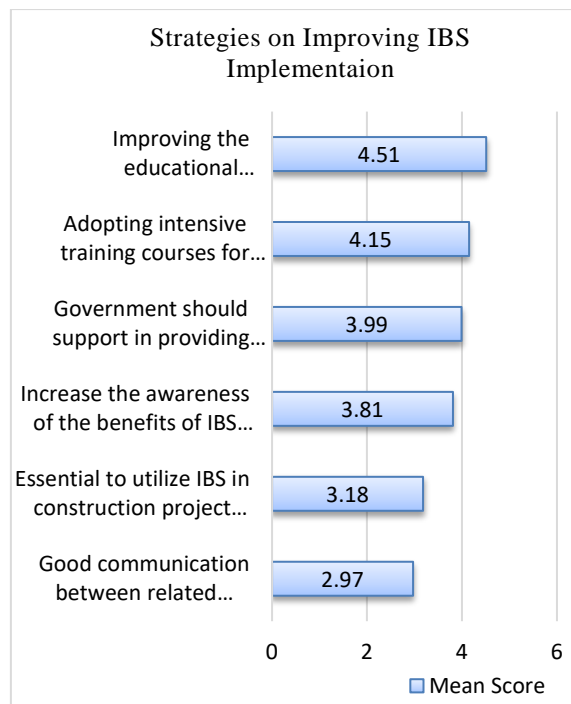 Strategies on Improving IBS
Implementaion
Improving the
educational...
4.51
Adopting intensive
training courses for...
4.15
Government should
support in providing...
3.99
Increase the awareness
of the benefits of IBS...
3.81
Essential to utilize IBS in
construction project...
3.18
Good communication
between related...
2.97
0 2 4 6
Mean Score